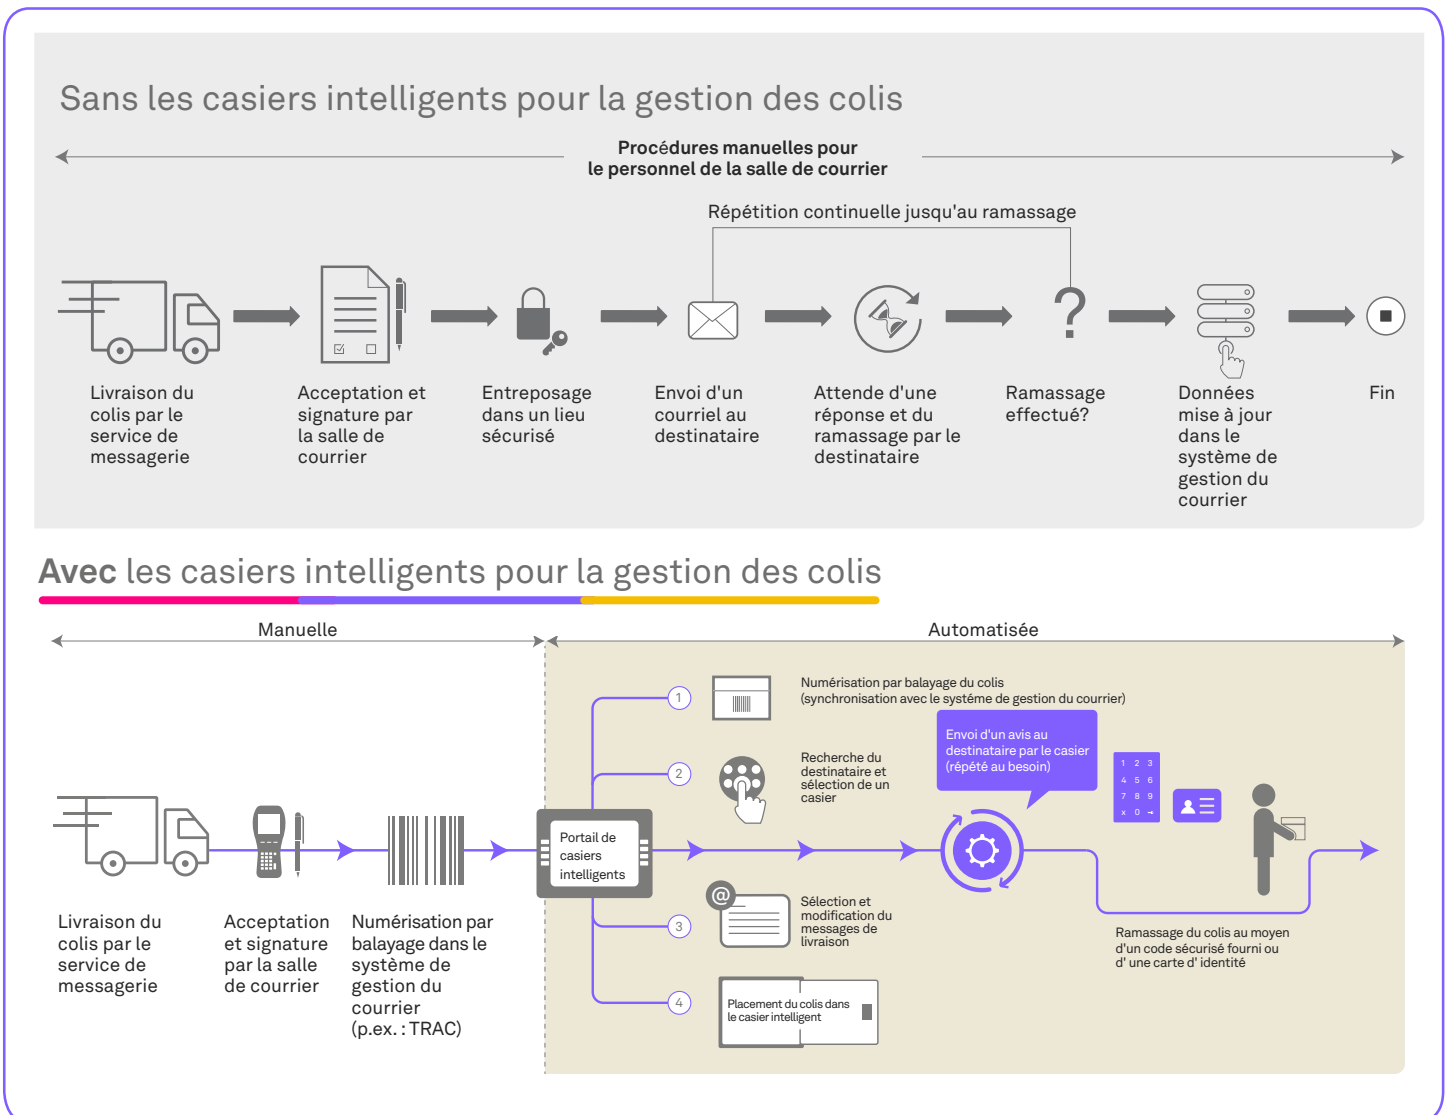 Sans les casiers intelligents pour la gestion des colis
Procédures manuelles pour
le personnel de la salle de courrier
Répétition continuelle jusqu'au ramassage
Livraison du
colis par le
service de
messagerie
Acceptation et
signature par
la salle de
courrier
Entreposage
dans un lieu
sécurisé
Envoi d'un
courriel au
destinataire
Attende d'une
réponse et du
ramassage par le
destinataire
?
Ramassage
effectué?
Données
mise à jour
dans le
système de
gestion du
courrier
Fin
Avec les casiers intelligents pour la gestion des colis
Manuelle
Automatisée
Livraison du
colis par le
service de
messagerie
Acceptation
et signature
par la salle
de courrier
Numérisation par
balayage dans le
système de
gestion du
courrier
(p.ex. : TRAC)
Portail de
casiers
intelligents
1
Numérisation par balayage du colis
(synchronisation avec le systéme de gestion du courrier)
2
Recherche du
destinataire et
sélection de un
casier
@
3
Sélection et
modification du
messages de
livraison
4
Placement du colis dans
le casier intelligent
Envoi d'un avis au
destinataire par le casier
(répété au besoin)
1 2 3
4 5 6
7 8 9
x 0
Ramassage du colis au moyen
d'un code sécurisé fourni ou
d' une carte d' identité